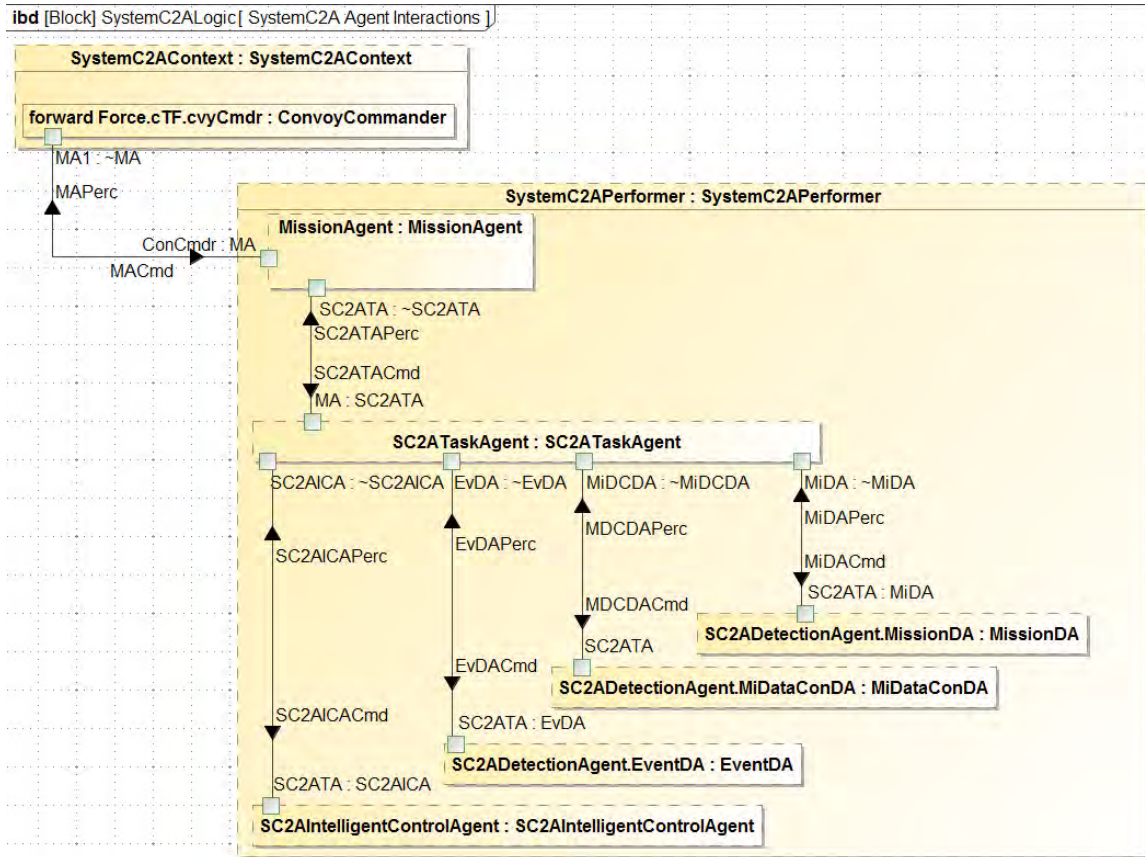 ibd [Block] SystemC2ALogic[ SystemC2A Agent Interactions ]
SystemC2AContext : SystemC2AContext
forward Force.cTF.cvyCmdr : ConvoyCommander
MA1 : ~MA
MAPerc
SystemC2APerformer : SystemC2APerformer
MissionAgent : MissionAgent
ConCmdr : MA
MACmd
SC2ATA : ~SC2ATA
SC2ATAPerc
SC2ATACmd
MA : SC2ATA
SC2ATaskAgent : SC2ATaskAgent
SC2AICA : ~SC2AICA
EvDA : ~EvDA
MiDCDA : ~MiDCDA
MiDA : ~MiDA
MiDAPerc
MDCDAPerc
EvDAPerc
SC2AICAPerc
MiDACmd
SC2ATA : MiDA
MDCDACmd
SC2ADetectionAgent.MissionDA : MissionDA
SC2ATA
EvDACmd
SC2ADetectionAgent.MiDataConDA : MiDataConDA
SC2AICACmd
SC2ATA : EvDA
SC2ADetectionAgent.EventDA : EventDA
SC2ATA : SC2AICA
SC2AIntelligentControlAgent : SC2AIntelligentControlAgent